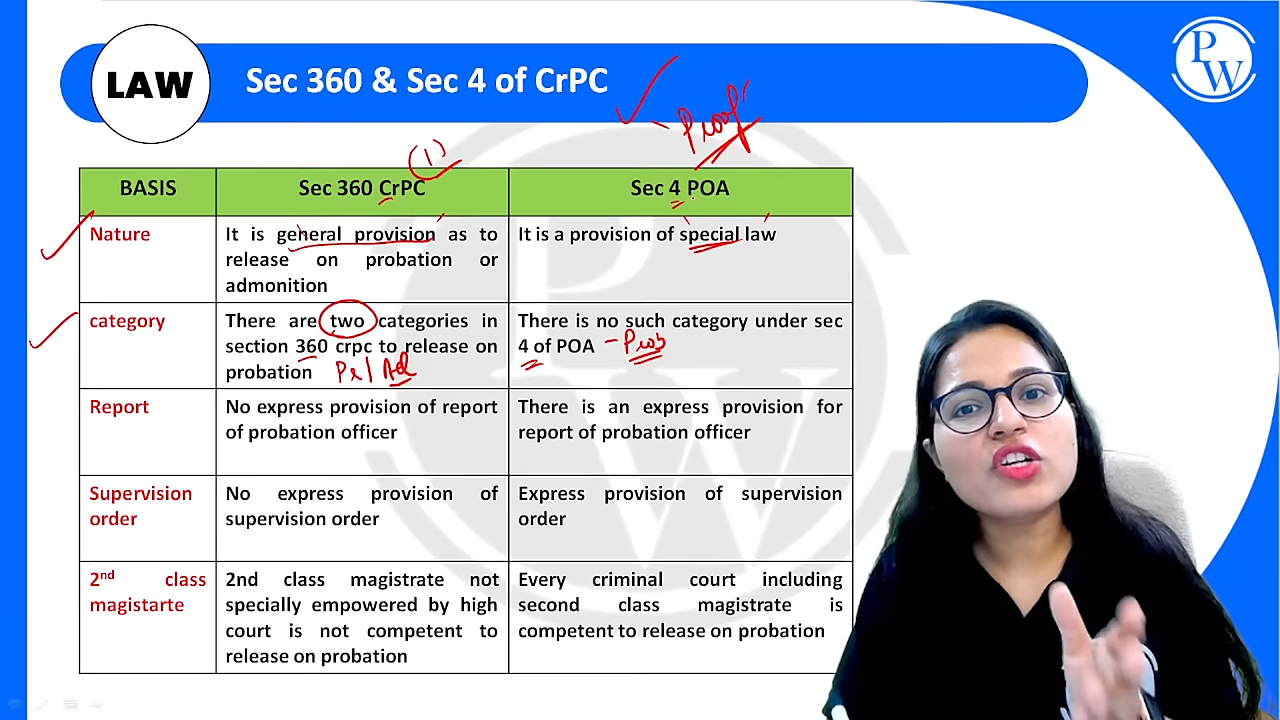 LAW
Sec 360 & Sec 4 of CrPC
PW
Proof
(1)
BASIS
Sec 360 CrPC
Sec 4 POA
Nature
It is general provision as to
release on probation or
admonition
It is a provision of special law
category
There are two categories in
section 360 crpc to release on
probation
There is no such category under sec
4 of POA
- Prob
Report
No express provision of report
of probation officer
There is an express provision for
report of probation officer
Supervision
order
No express provision of
supervision order
Express provision of supervision
order
2nd class
magistarte
2nd class magistrate not
specially empowered by high
court is not competent to
release on probation
Every criminal court including
second class magistrate is
competent to release on probation